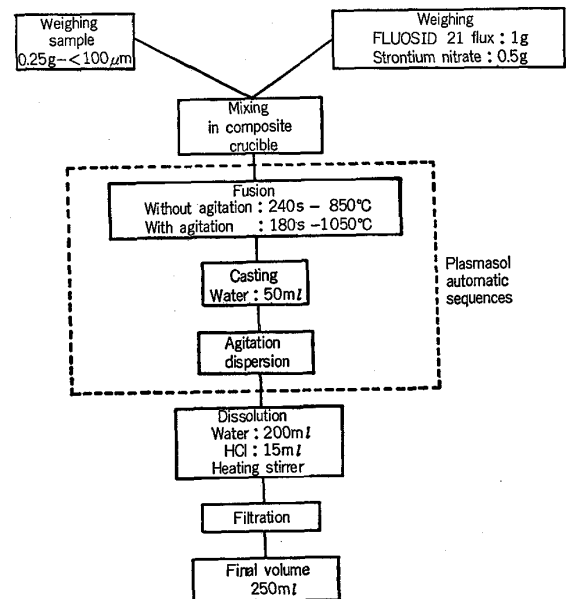 Weighing
sample
0.25g-<100μm
Weighing
FLUOSID 21 flux : 1g
Strontium nitrate : 0.5g
Mixing
in composite
crucible
Fusion
Without agitation : 240s - 850℃
With agitation : 180s -1050℃
Casting
Water : 50ml
Agitation
dispersion
Plasmasol
automatic
sequences
Dissolution
Water : 200ml
HCl : 15ml
Heating stirrer
Filtration
Final volume
250ml